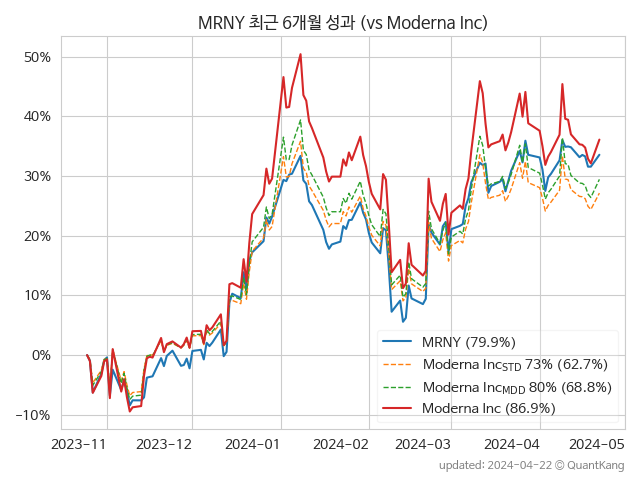 MRNY 최근 6개월 성과 (vs Moderna Inc)
50%
40%
30%
20%
10%
0%
−10%
MRNY (79.9%)
Moderna Inc_STD 73% (62.7%)
Moderna Inc_MDD 80% (68.8%)
Moderna Inc (86.9%)
2023−11 2023−12 2024−01 2024−02 2024−03 2024−04 2024−05
updated: 2024−04−22 © QuantKang